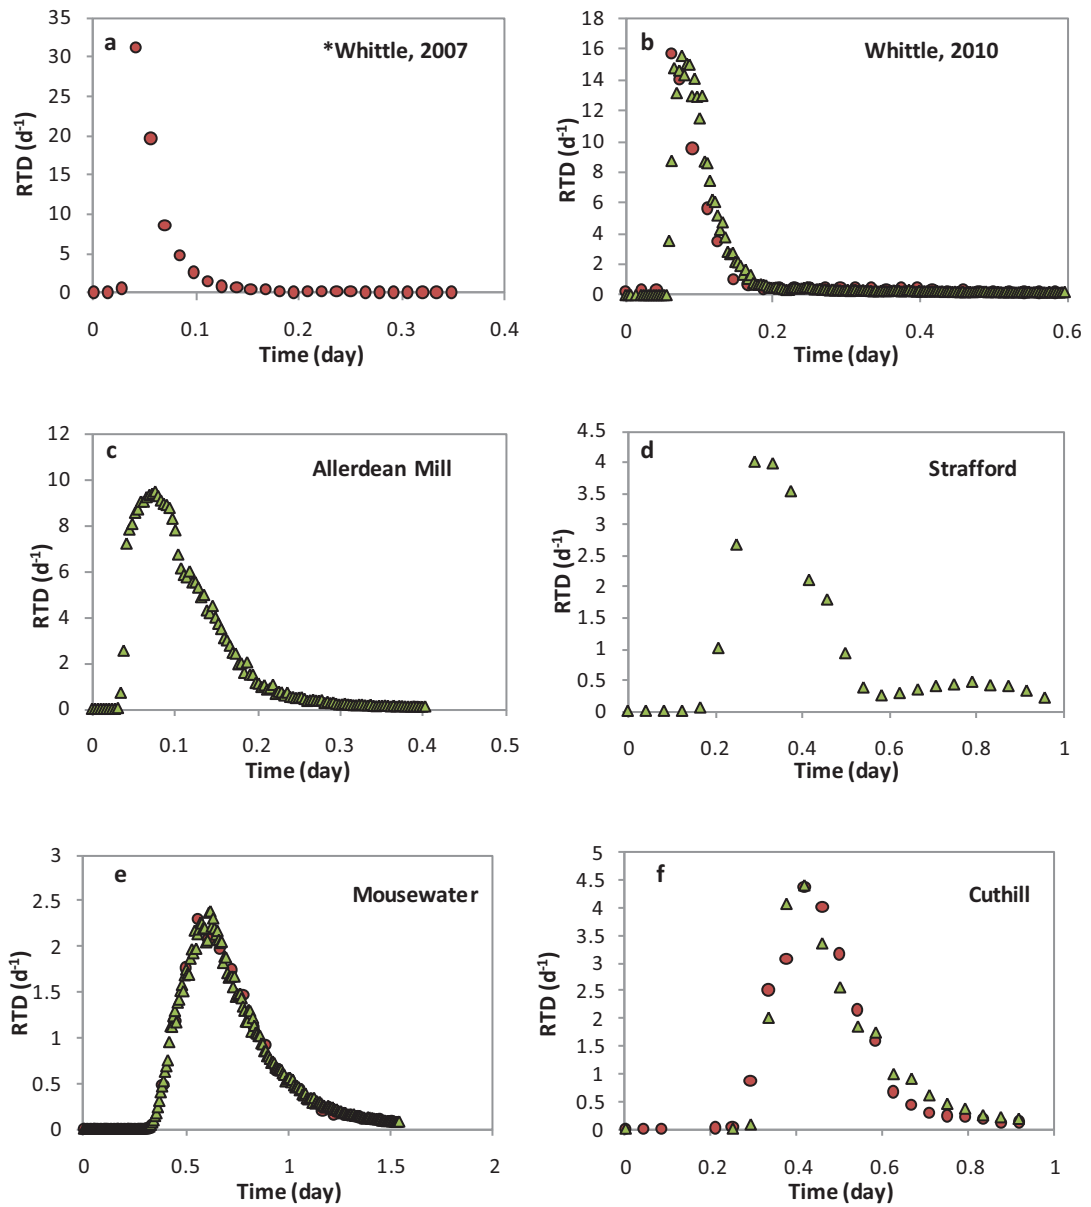 a
*Whittle, 2007
RTD (d-1)
35
30
25
20
15
10
5
0
0 0.1 0.2 0.3 0.4
Time (day)
b
Whittle, 2010
RTD (d-1)
18
16
14
12
10
8
6
4
2
0
0 0.2 0.4 0.6
Time (day)
c
Allerdean Mill
RTD (d-1)
12
10
8
6
4
2
0
0 0.1 0.2 0.3 0.4 0.5
Time (day)
d
Strafford
RTD (d-1)
4.5
4
3.5
3
2.5
2
1.5
1
0.5
0
0 0.2 0.4 0.6 0.8 1
Time (day)
e
Mousewater
RTD (d-1)
3
2.5
2
1.5
1
0.5
0
0 0.5 1 1.5 2
Time (day)
f
Cuthill
RTD (d-1)
5
4.5
4
3.5
3
2.5
2
1.5
1
0.5
0
0 0.2 0.4 0.6 0.8 1
Time (day)